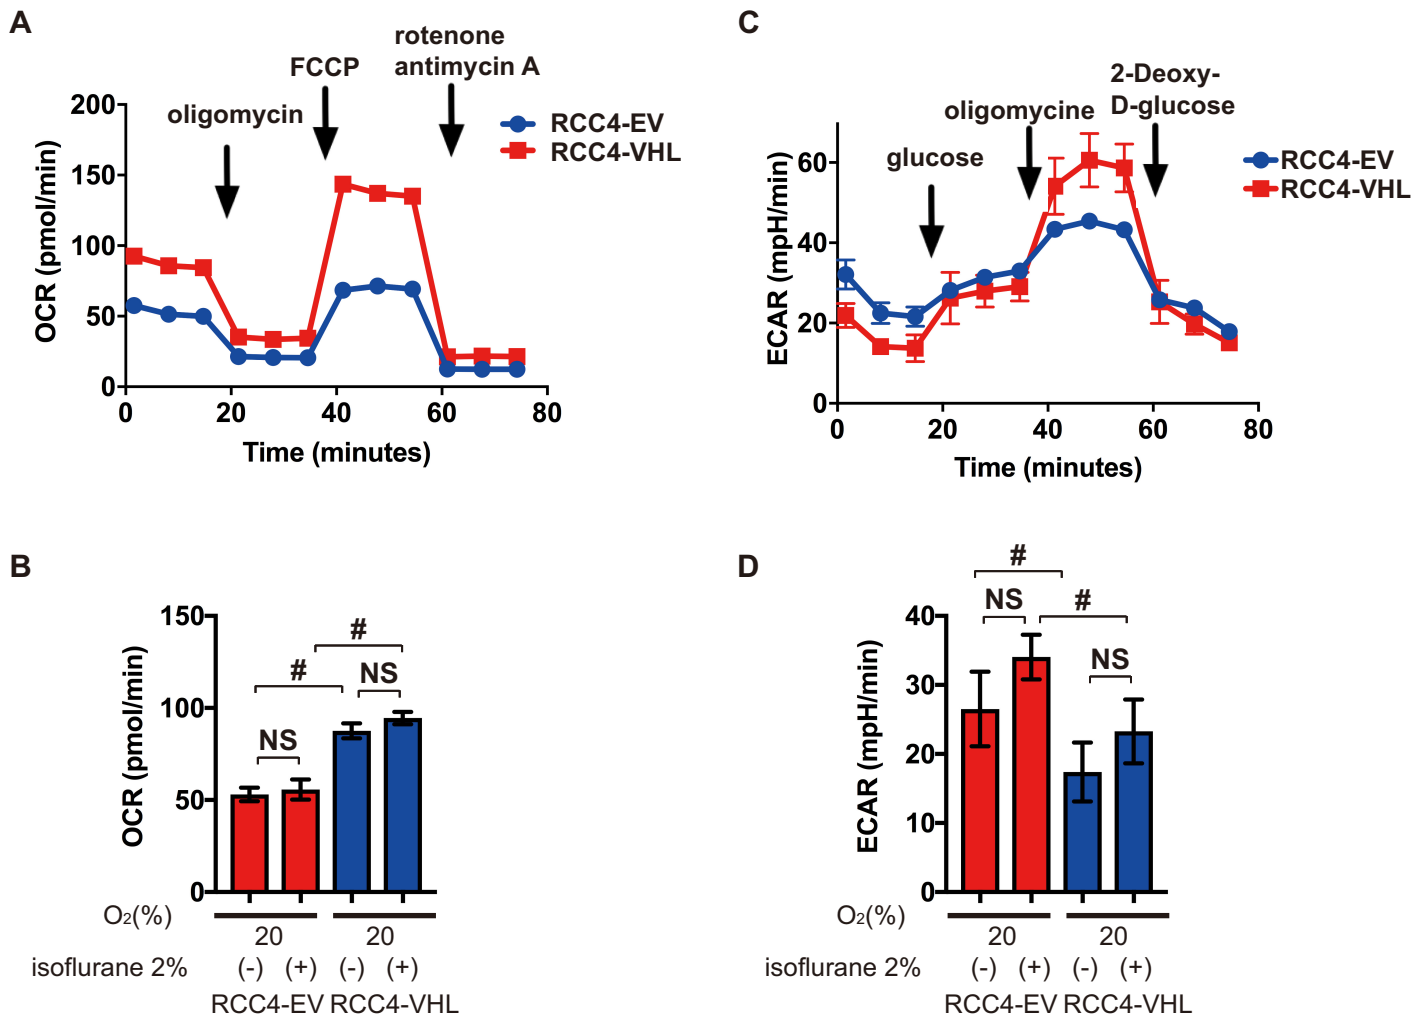 A
oligomycin
FCCP
rotenone
antimycin A
RCC4-EV
RCC4-VHL
OCR (pmol/min)
200
150
100
50
0
0 20 40 60 80
Time (minutes)
C
glucose
oligomycine
2-Deoxy-
D-glucose
RCC4-EV
RCC4-VHL
ECAR (mpH/min)
60
40
20
0
0 20 40 60 80
Time (minutes)
B
OCR (pmol/min)
150
100
50
0
NS
#
#
NS
O2(%)
20 20
isoflurane 2% (-) (+) (-) (+)
RCC4-EV RCC4-VHL
D
ECAR (mpH/min)
40
30
20
10
0
#
NS
#
NS
O2(%)
20 20
isoflurane 2% (-) (+) (-) (+)
RCC4-EV RCC4-VHL